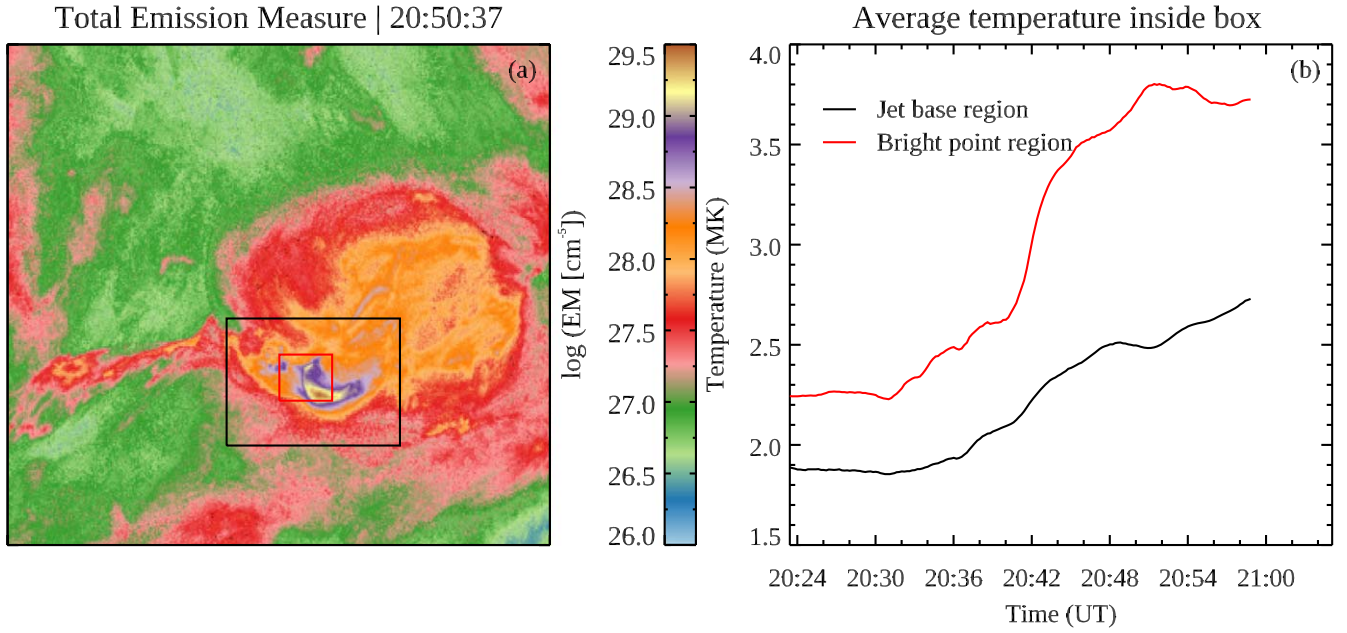 Total Emission Measure | 20:50:37
(a)
29.5
29.0
28.5
28.0
27.5
27.0
26.5
26.0
log (EM [cm⁻⁵])
Average temperature inside box
(b)
Jet base region
Bright point region
4.0
3.5
3.0
2.5
2.0
1.5
Temperature (MK)
20:24 20:30 20:36 20:42 20:48 20:54 21:00
Time (UT)